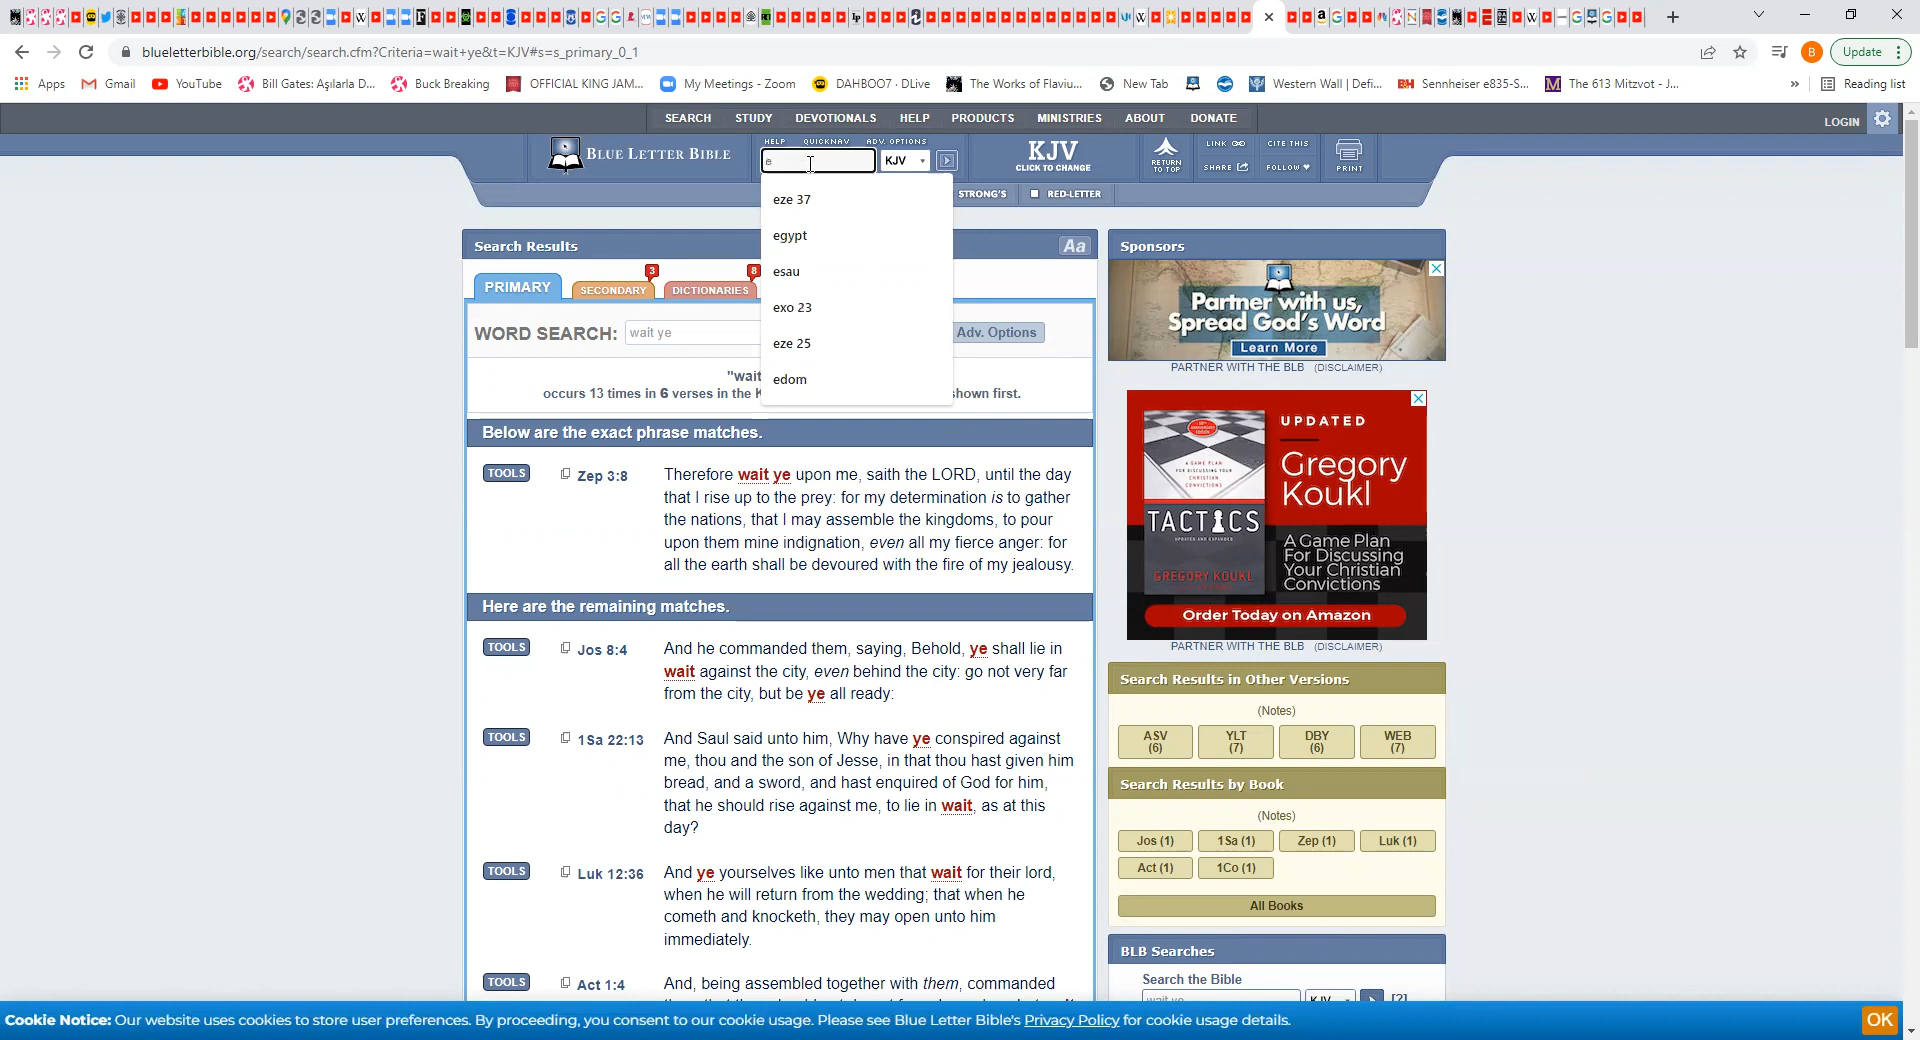 blueletterbible.org/search/search.cfm?Criteria=wait+ye&t=KJV#s=s_primary_0_1
B
Update
Apps
Gmail
YouTube
Bill Gates: Aşılarla D...
Buck Breaking
OFFICIAL KING JAM...
My Meetings - Zoom
DAHBOO7 · DLive
The Works of Flaviu...
New Tab
Western Wall | Defi...
Sennheiser e835-S...
The 613 Mitzvot - J...
»
Reading list
SEARCH STUDY DEVOTIONALS HELP PRODUCTS MINISTRIES ABOUT DONATE
LOGIN
BLUE LETTER BIBLE
HELP QUICKNAV ADV. OPTIONS
e
KJV
KJV
CLICK TO CHANGE
RETURN
TO TOP
LINK
SHARE
CITE THIS
FOLLOW
PRINT
STRONG'S
RED-LETTER
eze 37
egypt
esau
exo 23
eze 25
edom
Search Results
Aa
PRIMARY
SECONDARY
3
DICTIONARIES
8
WORD SEARCH:
wait ye
Adv. Options
"wait
occurs 13 times in 6 verses in the K
shown first.
Below are the exact phrase matches.
TOOLS
Zep 3:8
Therefore wait ye upon me, saith the LORD, until the day
that I rise up to the prey: for my determination is to gather
the nations, that I may assemble the kingdoms, to pour
upon them mine indignation, even all my fierce anger: for
all the earth shall be devoured with the fire of my jealousy.
Here are the remaining matches.
TOOLS
Jos 8:4
And he commanded them, saying, Behold, ye shall lie in
wait against the city, even behind the city: go not very far
from the city, but be ye all ready:
TOOLS
1Sa 22:13
And Saul said unto him, Why have ye conspired against
me, thou and the son of Jesse, in that thou hast given him
bread, and a sword, and hast enquired of God for him,
that he should rise against me, to lie in wait, as at this
day?
TOOLS
Luk 12:36
And ye yourselves like unto men that wait for their lord,
when he will return from the wedding; that when he
cometh and knocketh, they may open unto him
immediately.
TOOLS
Act 1:4
And, being assembled together with them, commanded
Sponsors
Partner with us,
Spread God's Word
Learn More
PARTNER WITH THE BLB (DISCLAIMER)
A GAME PLAN
FOR DISCUSSING
YOUR CHRISTIAN
CONVICTIONS
TACTICS
UPDATED AND EXPANDED
GREGORY KOUKL
UPDATED
Gregory
Koukl
A Game Plan
For Discussing
Your Christian
Convictions
Order Today on Amazon
PARTNER WITH THE BLB (DISCLAIMER)
Search Results in Other Versions
(Notes)
ASV
(6)
YLT
(7)
DBY
(6)
WEB
(7)
Search Results by Book
(Notes)
Jos (1)
1Sa (1)
Zep (1)
Luk (1)
Act (1)
1Co (1)
All Books
BLB Searches
Search the Bible
wait ye
KJV
[?]
Cookie Notice: Our website uses cookies to store user preferences. By proceeding, you consent to our cookie usage. Please see Blue Letter Bible's Privacy Policy for cookie usage details.
OK